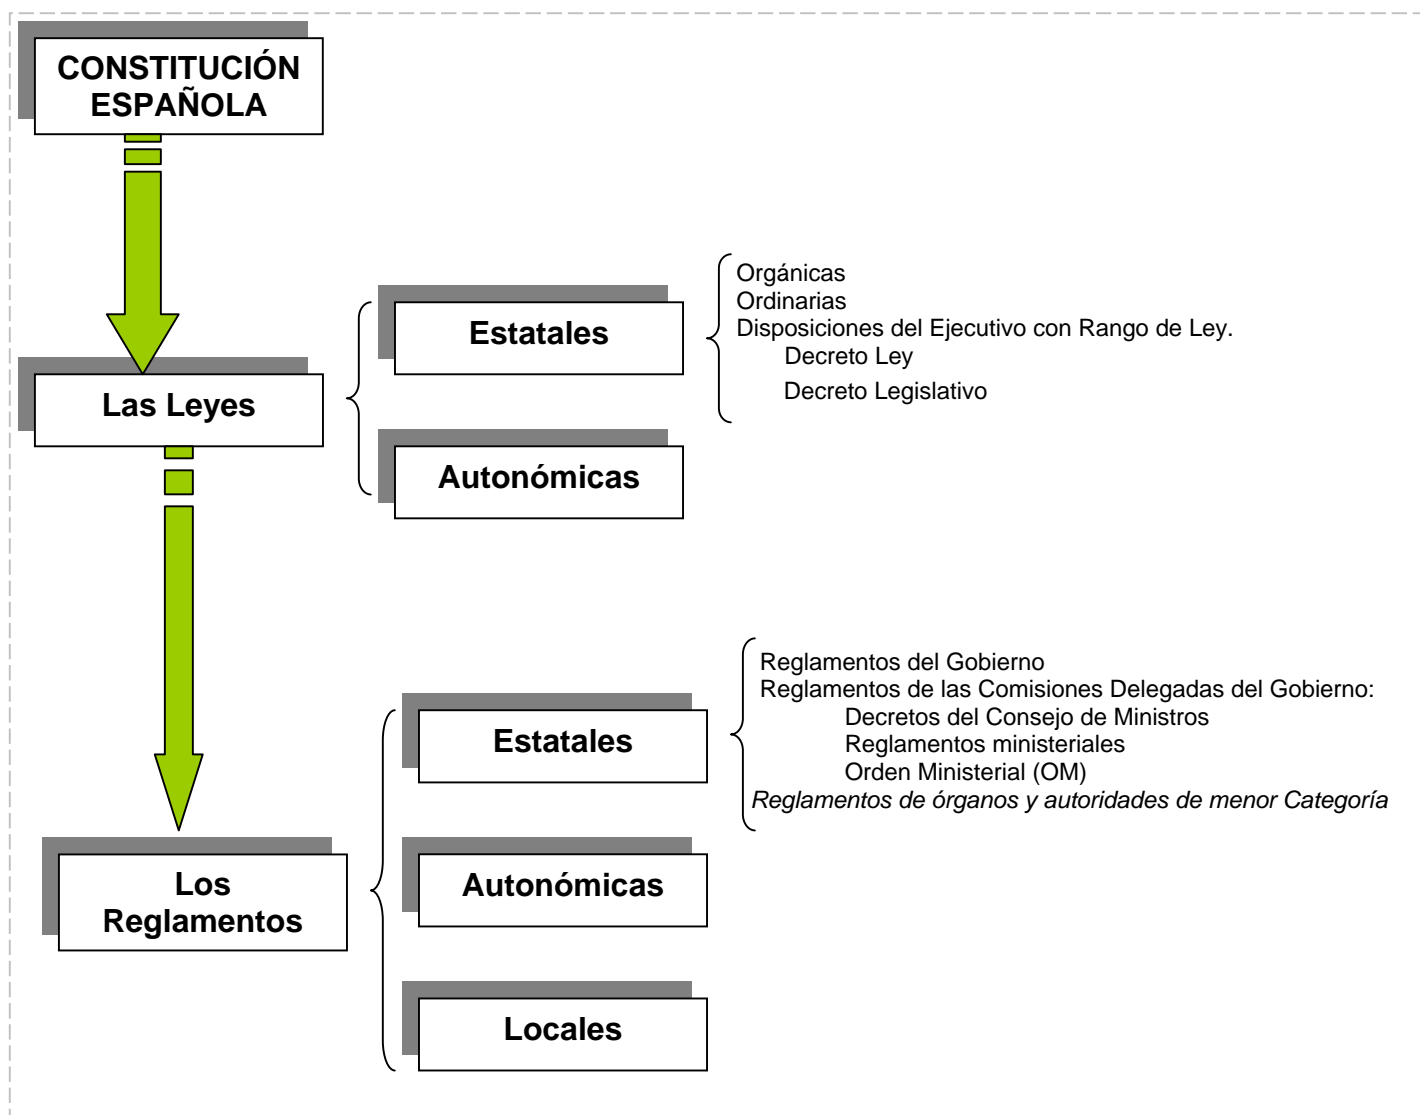 CONSTITUCIÓN
ESPAÑOLA
Las Leyes
Estatales
Orgánicas
Ordinarias
Disposiciones del Ejecutivo con Rango de Ley.
Decreto Ley
Decreto Legislativo
Autonómicas
Los
Reglamentos
Estatales
Reglamentos del Gobierno
Reglamentos de las Comisiones Delegadas del Gobierno:
Decretos del Consejo de Ministros
Reglamentos ministeriales
Orden Ministerial (OM)
Reglamentos de órganos y autoridades de menor Categoría
Autonómicas
Locales